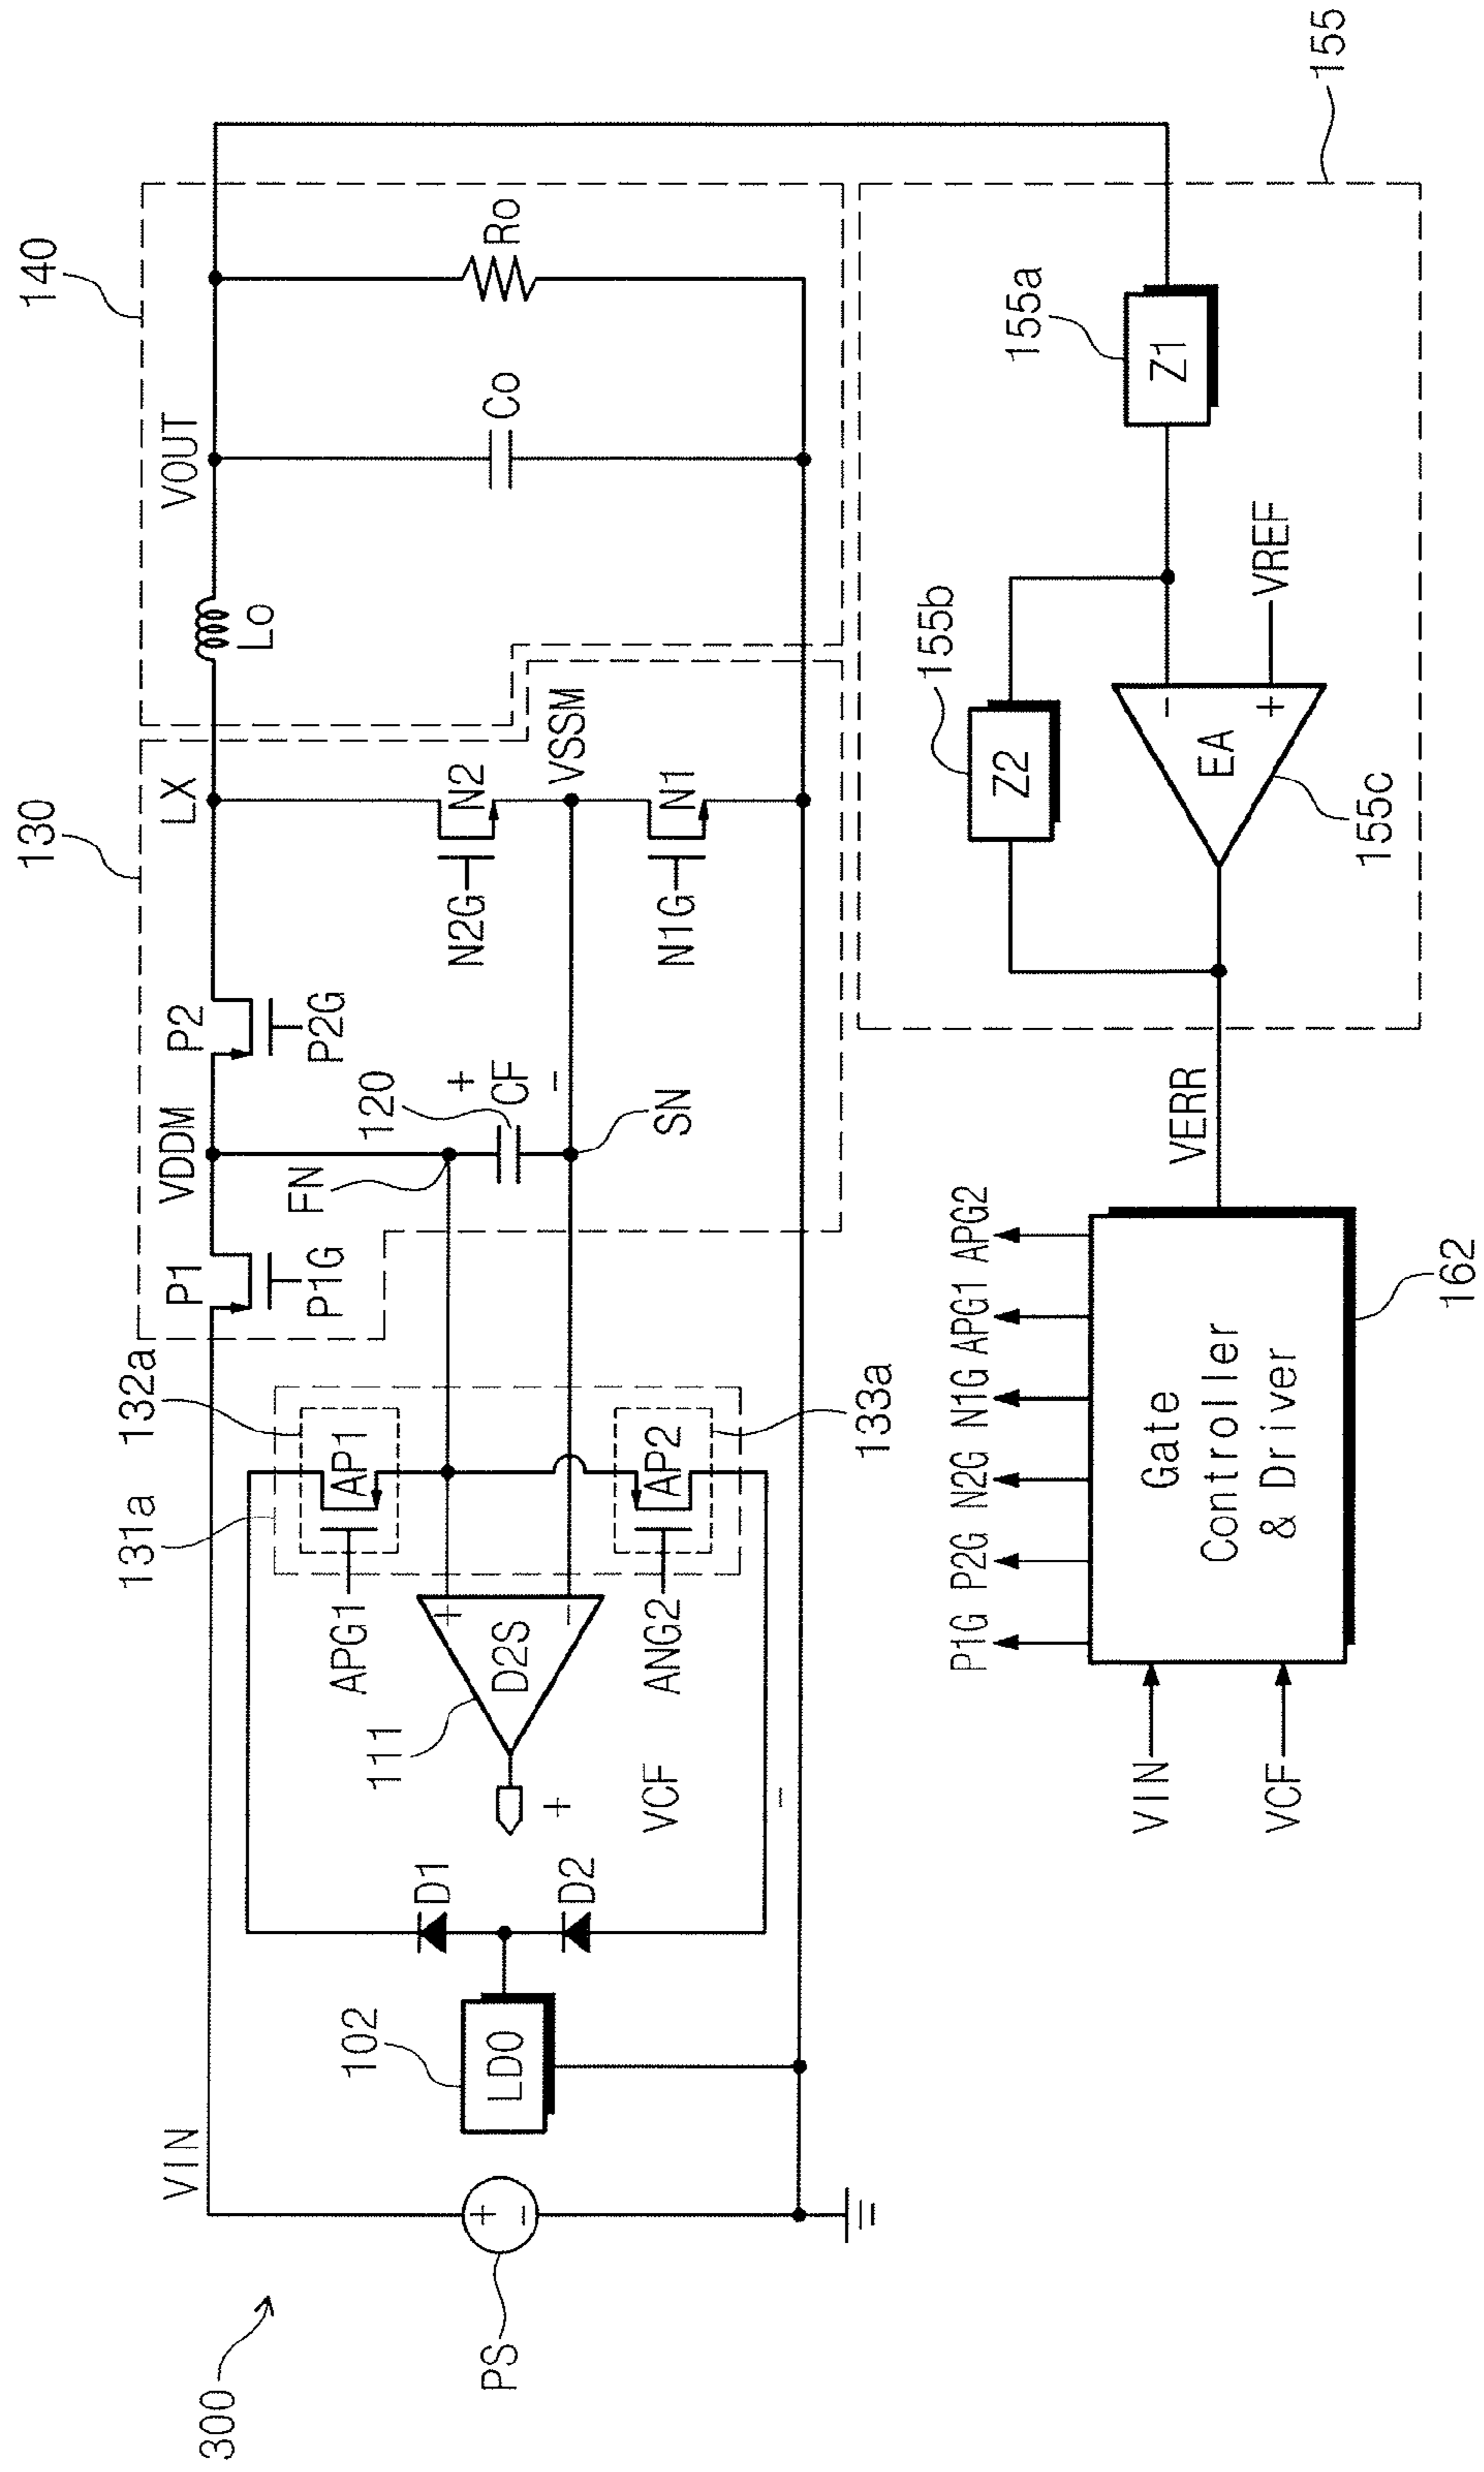 300
PS
+
-
VIN
102
LDO
D1
D2
+
VCF
-
111
D2S
+
-
APG1
ANG2
131a
132a
AP1
AP2
133a
P1
P1G
VDDM
FN
120
+
CF
-
SN
P2
P2G
130
LX
N2G
N2
VSSM
N1G
N1
Lo
140
VOUT
Co
Ro
VIN
VCF
P1G
P2G
N2G
N1G
APG1
APG2
Gate
Controller
& Driver
162
VERR
155b
Z2
EA
-
+
155c
VREF
155a
Z1
155